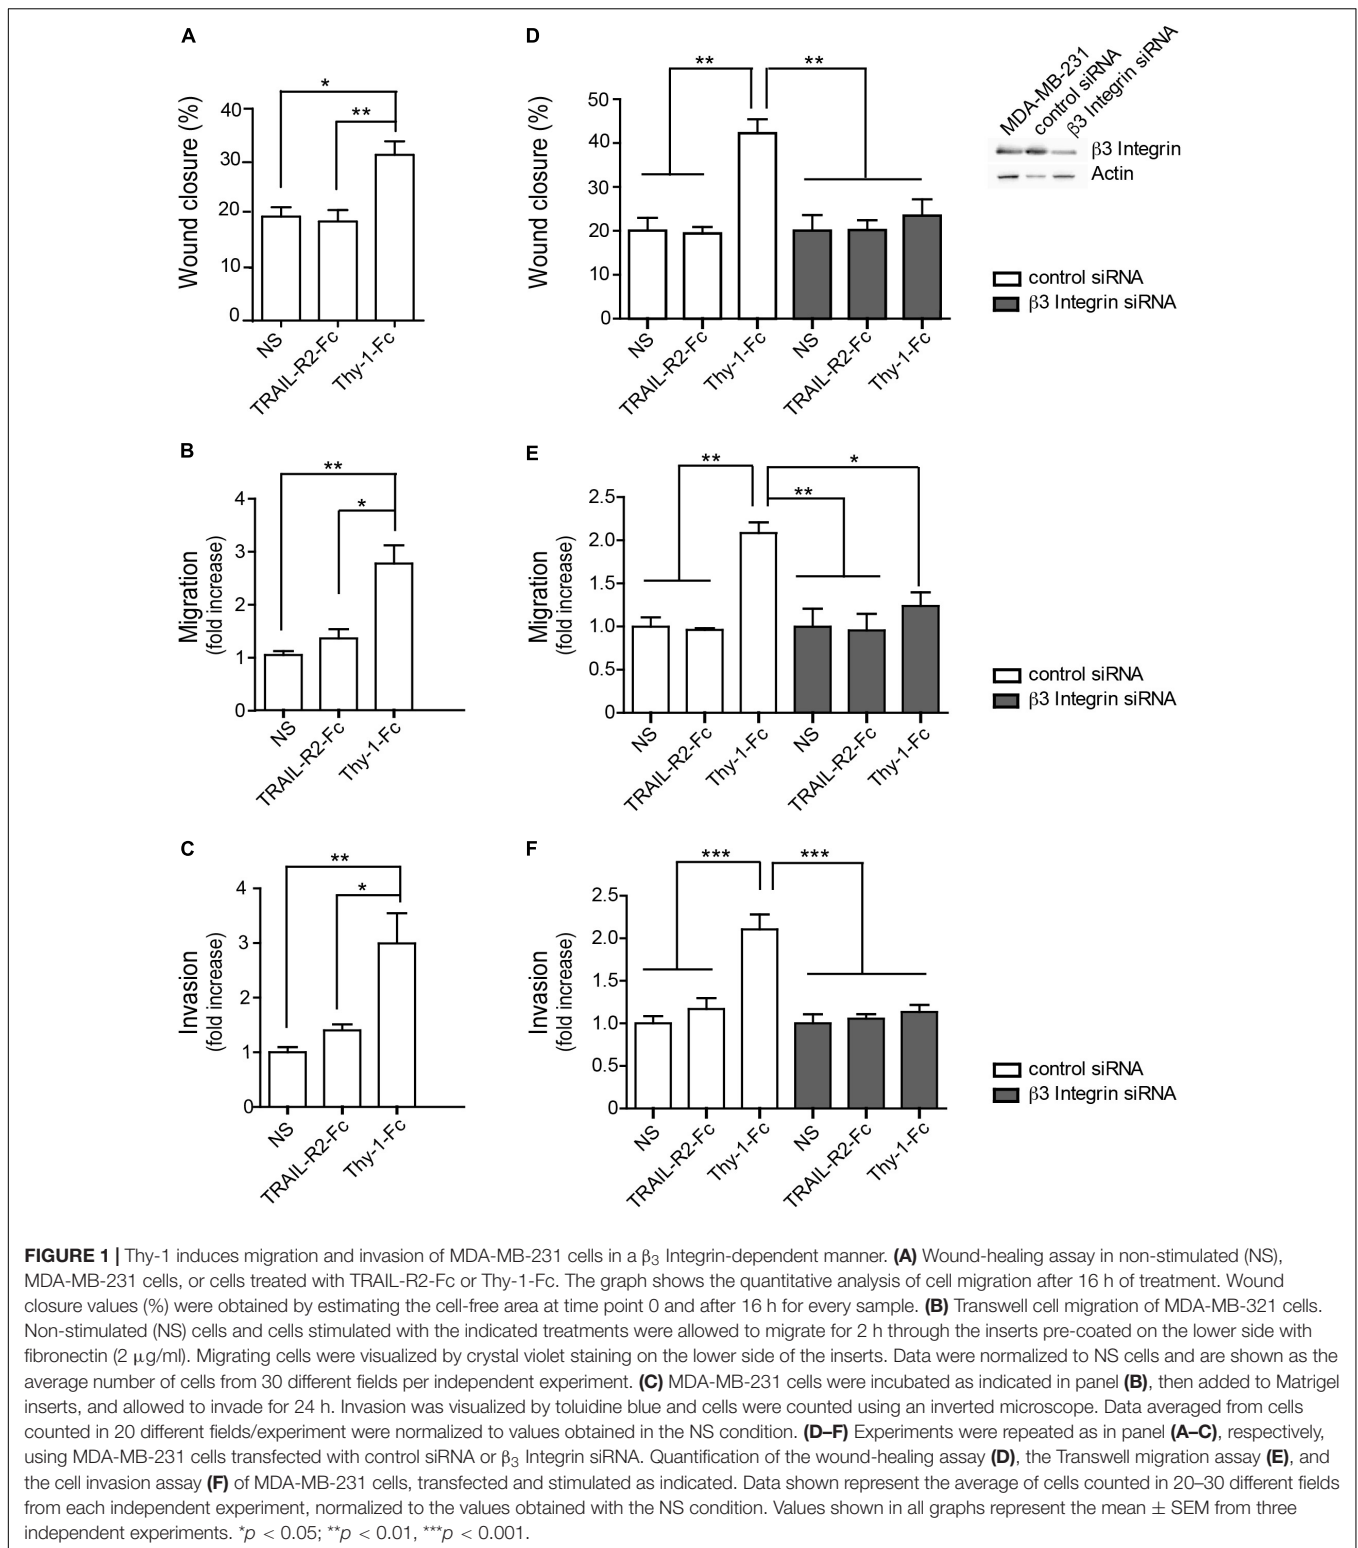 A
*
**
Wound closure (%)
40
30
20
10
0
NS
TRAIL-R2-Fc
Thy-1-Fc
D
**
**
Wound closure (%)
50
40
30
20
10
0
NS
TRAIL-R2-Fc
Thy-1-Fc
NS
TRAIL-R2-Fc
Thy-1-Fc
MDA-MB-231
control siRNA
β3 Integrin siRNA
β3 Integrin
Actin
control siRNA
β3 Integrin siRNA
B
**
*
Migration
(fold increase)
4
3
2
1
0
NS
TRAIL-R2-Fc
Thy-1-Fc
E
**
*
**
Migration
(fold increase)
2.5
2.0
1.5
1.0
0.5
0
NS
TRAIL-R2-Fc
Thy-1-Fc
NS
TRAIL-R2-Fc
Thy-1-Fc
control siRNA
β3 Integrin siRNA
C
**
*
Invasion
(fold increase)
4
3
2
1
0
NS
TRAIL-R2-Fc
Thy-1-Fc
F
***
***
Invasion
(fold increase)
2.5
2.0
1.5
1.0
0.5
0
NS
TRAIL-R2-Fc
Thy-1-Fc
NS
TRAIL-R2-Fc
Thy-1-Fc
control siRNA
β3 Integrin siRNA
FIGURE 1 | Thy-1 induces migration and invasion of MDA-MB-231 cells in a β3 Integrin-dependent manner. (A) Wound-healing assay in non-stimulated (NS),
MDA-MB-231 cells, or cells treated with TRAIL-R2-Fc or Thy-1-Fc. The graph shows the quantitative analysis of cell migration after 16 h of treatment. Wound
closure values (%) were obtained by estimating the cell-free area at time point 0 and after 16 h for every sample. (B) Transwell cell migration of MDA-MB-321 cells.
Non-stimulated (NS) cells and cells stimulated with the indicated treatments were allowed to migrate for 2 h through the inserts pre-coated on the lower side with
fibronectin (2 μg/ml). Migrating cells were visualized by crystal violet staining on the lower side of the inserts. Data were normalized to NS cells and are shown as the
average number of cells from 30 different fields per independent experiment. (C) MDA-MB-231 cells were incubated as indicated in panel (B), then added to Matrigel
inserts, and allowed to invade for 24 h. Invasion was visualized by toluidine blue and cells were counted using an inverted microscope. Data averaged from cells
counted in 20 different fields/experiment were normalized to values obtained in the NS condition. (D–F) Experiments were repeated as in panel (A–C), respectively,
using MDA-MB-231 cells transfected with control siRNA or β3 Integrin siRNA. Quantification of the wound-healing assay (D), the Transwell migration assay (E), and
the cell invasion assay (F) of MDA-MB-231 cells, transfected and stimulated as indicated. Data shown represent the average of cells counted in 20–30 different fields
from each independent experiment, normalized to the values obtained with the NS condition. Values shown in all graphs represent the mean ± SEM from three
independent experiments. *p < 0.05; **p < 0.01, ***p < 0.001.